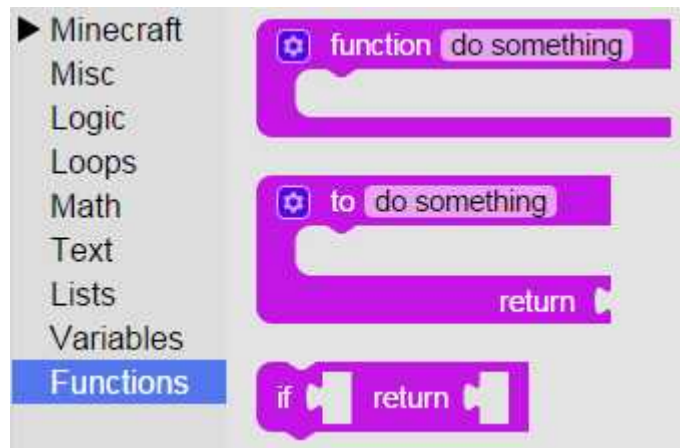 Minecraft
Misc
Logic
Loops
Math
Text
Lists
Variables
Functions
function do something
to do something
return
if return